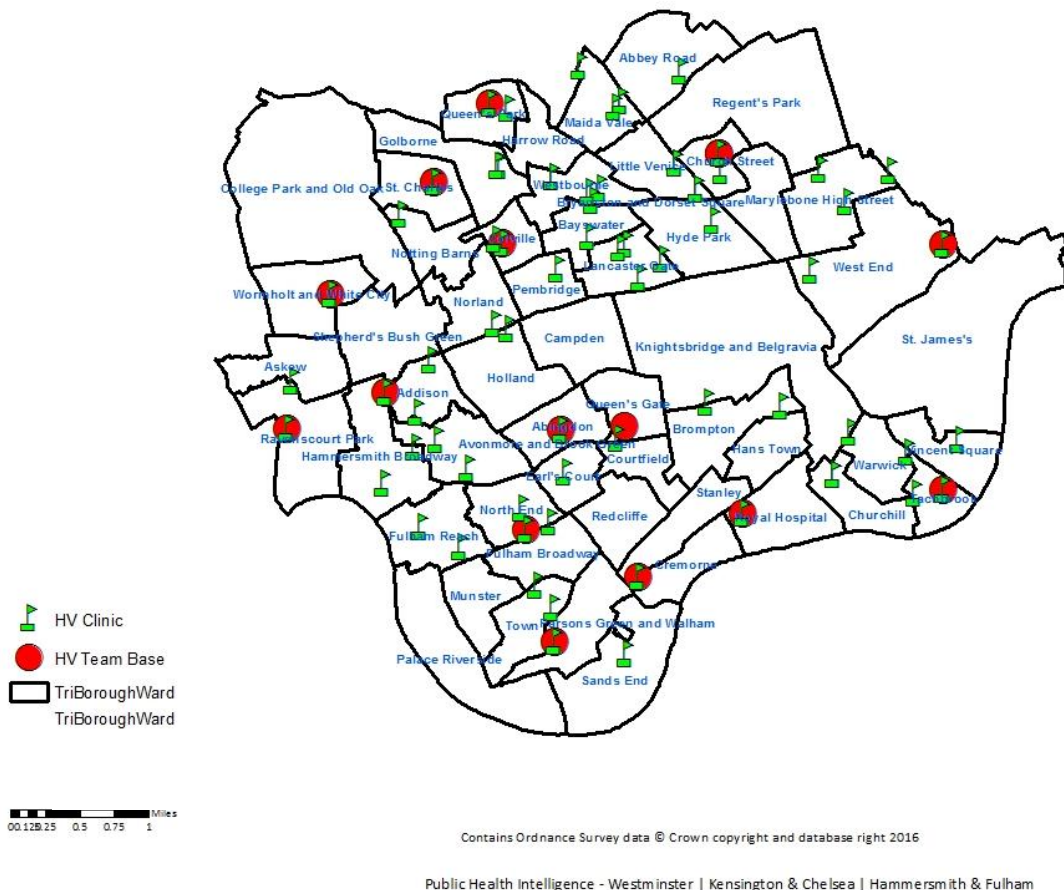 Abbey Road
Regent's Park
Queen's Park
Maida Vale
Harrow Road
Golborne
Little Venice
Church Street
College Park and Old Oak
St. Charles
Westbourne
Bryanston and Dorset Square
Marylebone High Street
Bayswater
Hyde Park
Colville
Notting Barns
Lancaster Gate
West End
Pembridge
Wormholt and White City
Norland
Shepherd's Bush Green
Campden
Knightsbridge and Belgravia
St. James's
Askew
Holland
Addison
Queen's Gate
Abingdon
Brompton
Ravenscourt Park
Avonmore and Brook Green
Hammersmith Broadway
Courtfield
Hans Town
Vincent Square
Warwick
Earl's Court
Stanley
Tachbrook
North End
Redcliffe
Royal Hospital
Churchill
Fulham Reach
Fulham Broadway
Cremorne
Munster
Town
Parsons Green and Walham
Palace Riverside
Sands End
HV Clinic
HV Team Base
TriBoroughWard
TriBoroughWard
Miles
0 0.125 0.25 0.5 0.75 1
Contains Ordnance Survey data © Crown copyright and database right 2016
Public Health Intelligence - Westminster | Kensington & Chelsea | Hammersmith & Fulham